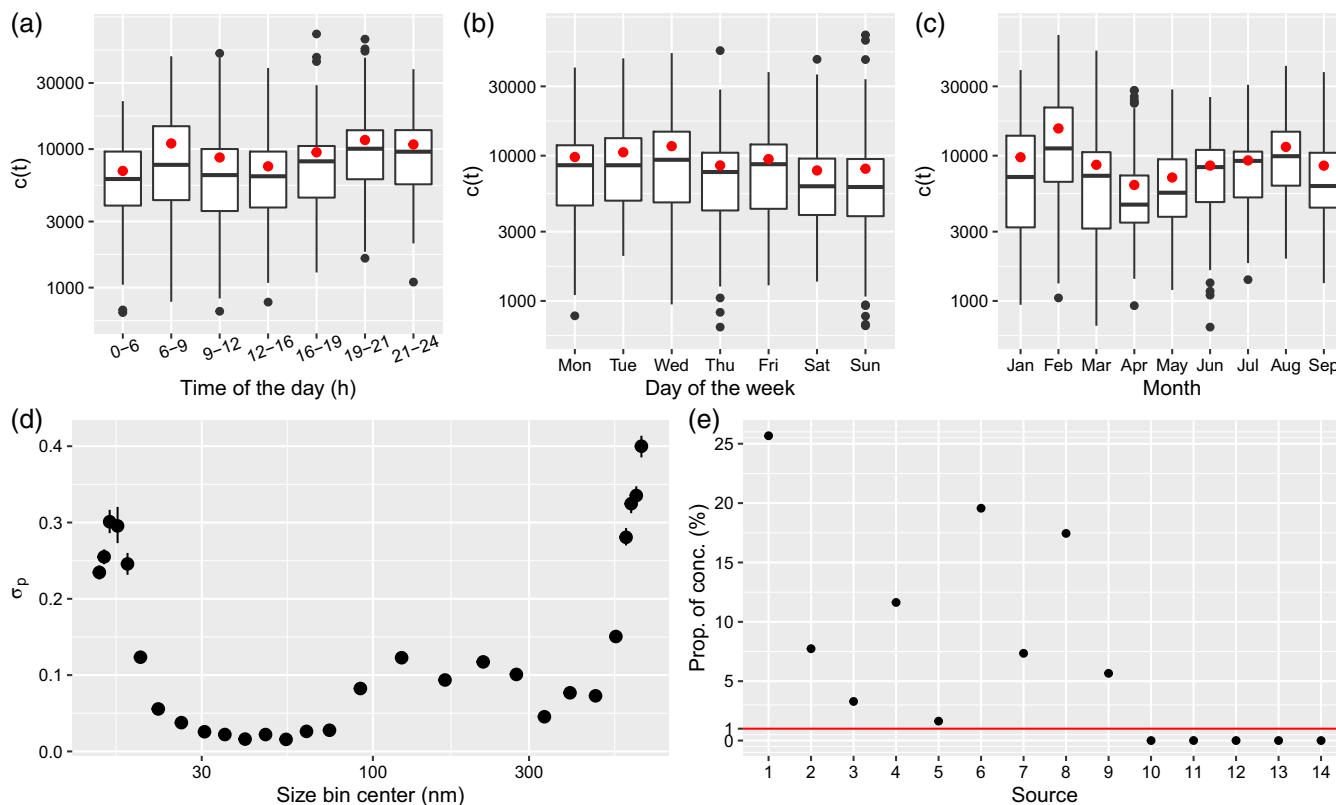 (a)
c(t)
30000
10000
3000
1000
0−6
6−9
9−12
12−16
16−19
19−21
21−24
Time of the day (h)
(b)
c(t)
30000
10000
3000
1000
Mon
Tue
Wed
Thu
Fri
Sat
Sun
Day of the week
(c)
c(t)
30000
10000
3000
1000
Jan
Feb
Mar
Apr
May
Jun
Jul
Aug
Sep
Month
(d)
σp
0.4
0.3
0.2
0.1
0.0
30
100
300
Size bin center (nm)
(e)
Prop. of conc. (%)
25
20
15
10
5
1
0
1
2
3
4
5
6
7
8
9
10
11
12
13
14
Source